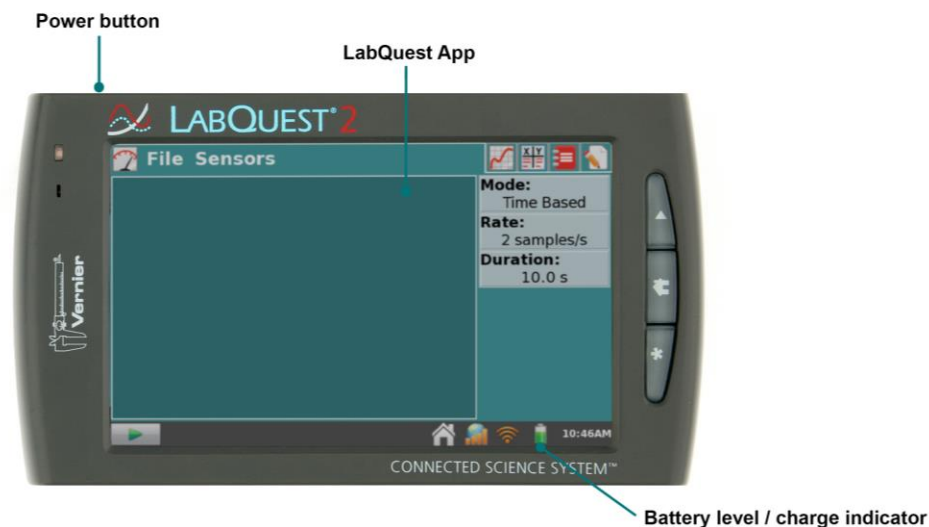 Power button
LabQuest App
LABQUEST®2
File Sensors
X Y
Mode:
Time Based
Rate:
2 samples/s
Duration:
10.0 s
Vernier
10:46AM
CONNECTED SCIENCE SYSTEM™
Battery level / charge indicator